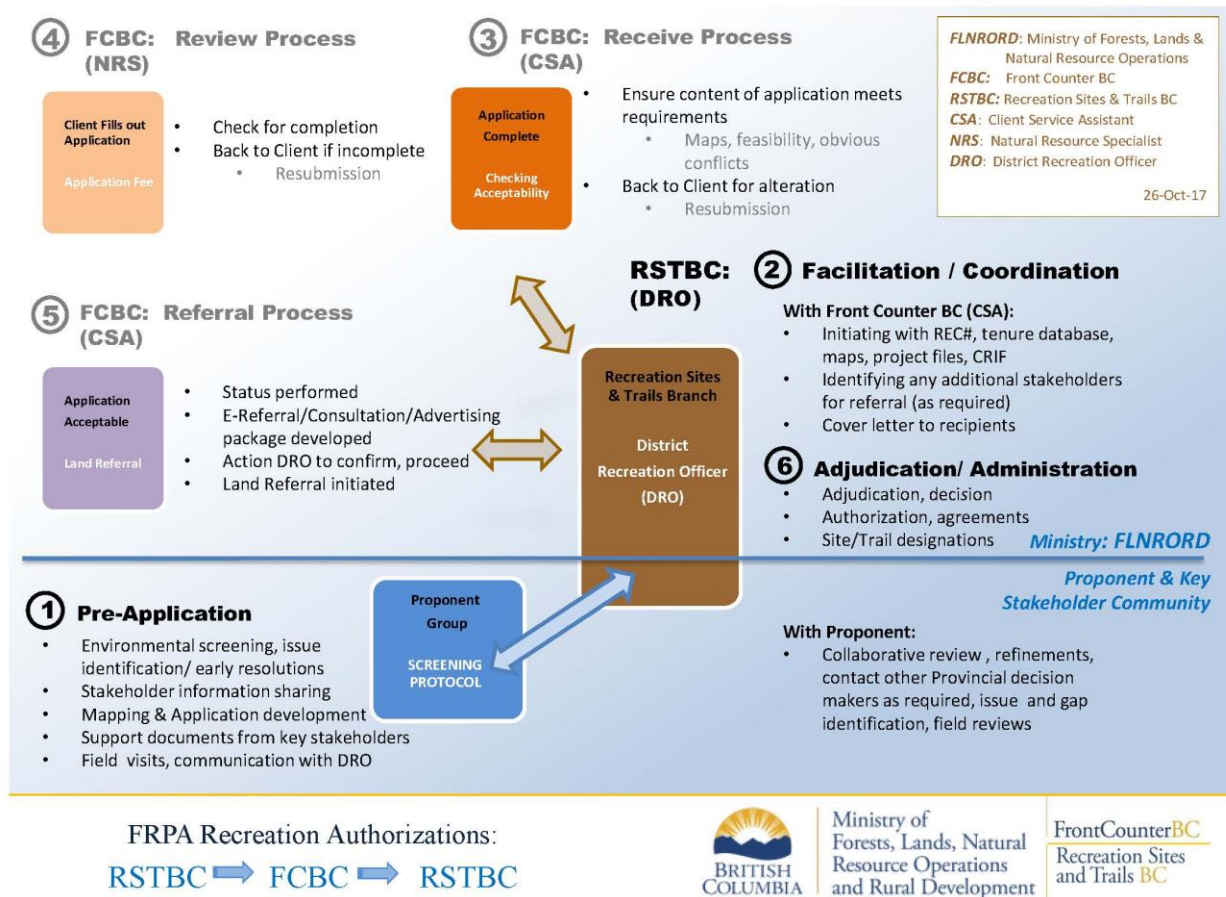 ④ FCBC: Review Process
(NRS)
Client Fills out
Application
Application Fee
• Check for completion
• Back to Client if incomplete
• Resubmission
③ FCBC: Receive Process
(CSA)
Application
Complete
Checking
Acceptability
• Ensure content of application meets
requirements
• Maps, feasibility, obvious
conflicts
• Back to Client for alteration
• Resubmission
FLNRORD: Ministry of Forests, Lands &
Natural Resource Operations
FCBC: Front Counter BC
RSTBC: Recreation Sites & Trails BC
CSA: Client Service Assistant
NRS: Natural Resource Specialist
DRO: District Recreation Officer
26-Oct-17
⑤ FCBC: Referral Process
(CSA)
Application
Acceptable
Land Referral
• Status performed
• E-Referral/Consultation/Advertising
package developed
• Action DRO to confirm, proceed
• Land Referral initiated
RSTBC:
(DRO)
Recreation Sites
& Trails Branch
District
Recreation Officer
(DRO)
② Facilitation / Coordination
With Front Counter BC (CSA):
• Initiating with REC#, tenure database,
maps, project files, CRIF
• Identifying any additional stakeholders
for referral (as required)
• Cover letter to recipients
⑥ Adjudication/ Administration
• Adjudication, decision
• Authorization, agreements
• Site/Trail designations
Ministry: FLNRORD
Proponent & Key
Stakeholder Community
① Pre-Application
• Environmental screening, issue
identification/ early resolutions
• Stakeholder information sharing
• Mapping & Application development
• Support documents from key stakeholders
• Field visits, communication with DRO
Proponent
Group
SCREENING
PROTOCOL
With Proponent:
• Collaborative review , refinements,
contact other Provincial decision
makers as required, issue and gap
identification, field reviews
FRPA Recreation Authorizations:
RSTBC FCBC RSTBC
BRITISH
COLUMBIA
Ministry of
Forests, Lands, Natural
Resource Operations
and Rural Development
FrontCounterBC
Recreation Sites
and Trails BC